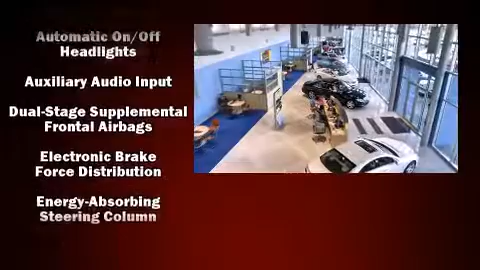 Automatic On/Off
Headlights
Auxiliary Audio Input
Dual-Stage Supplemental
Frontal Airbags
Electronic Brake
Force Distribution
Energy-Absorbing
Steering Column